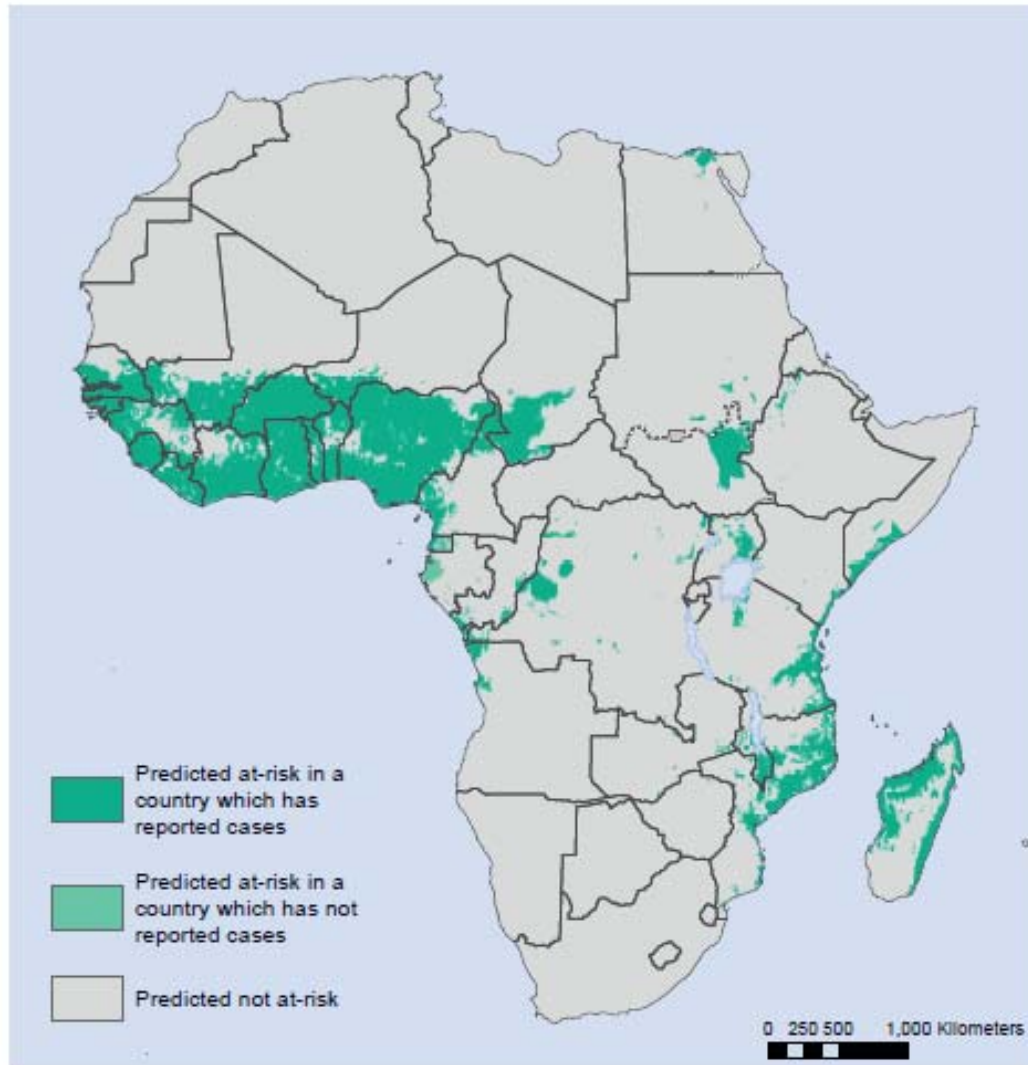 Predicted at-risk in a
country which has
reported cases
Predicted at-risk in a
country which has not
reported cases
Predicted not at-risk
0 250 500 1,000 Kilometers